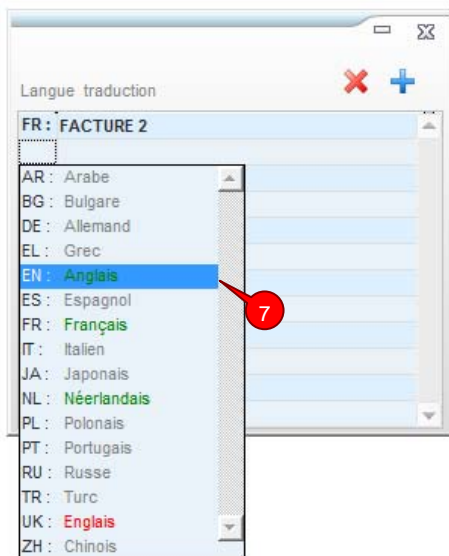 Langue traduction
FR : FACTURE 2
AR : Arabe
BG : Bulgare
DE : Allemand
EL : Grec
EN : Anglais
ES : Espagnol
FR : Français
IT : Italien
JA : Japonais
NL : Néerlandais
PL : Polonais
PT : Portugais
RU : Russe
TR : Turc
UK : Englais
ZH : Chinois
7